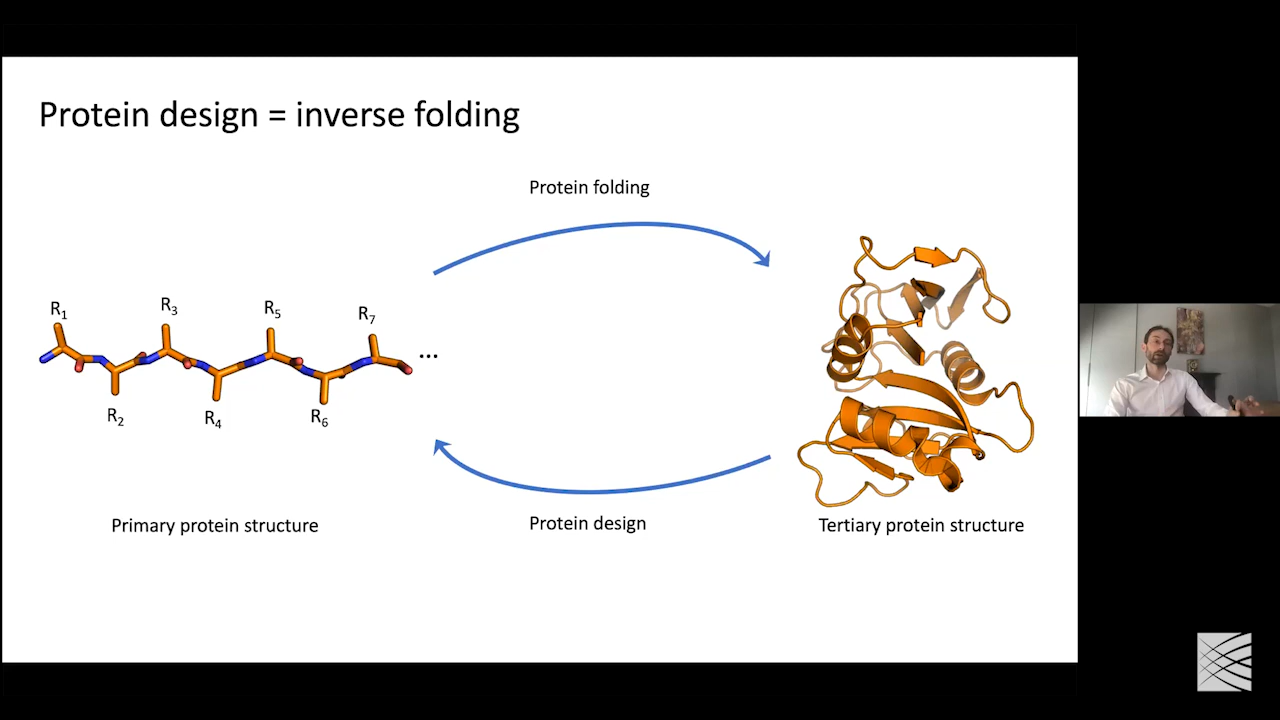 Protein design = inverse folding
Protein folding
R1
R3
R5
R7
...
R2
R4
R6
Primary protein structure
Protein design
Tertiary protein structure